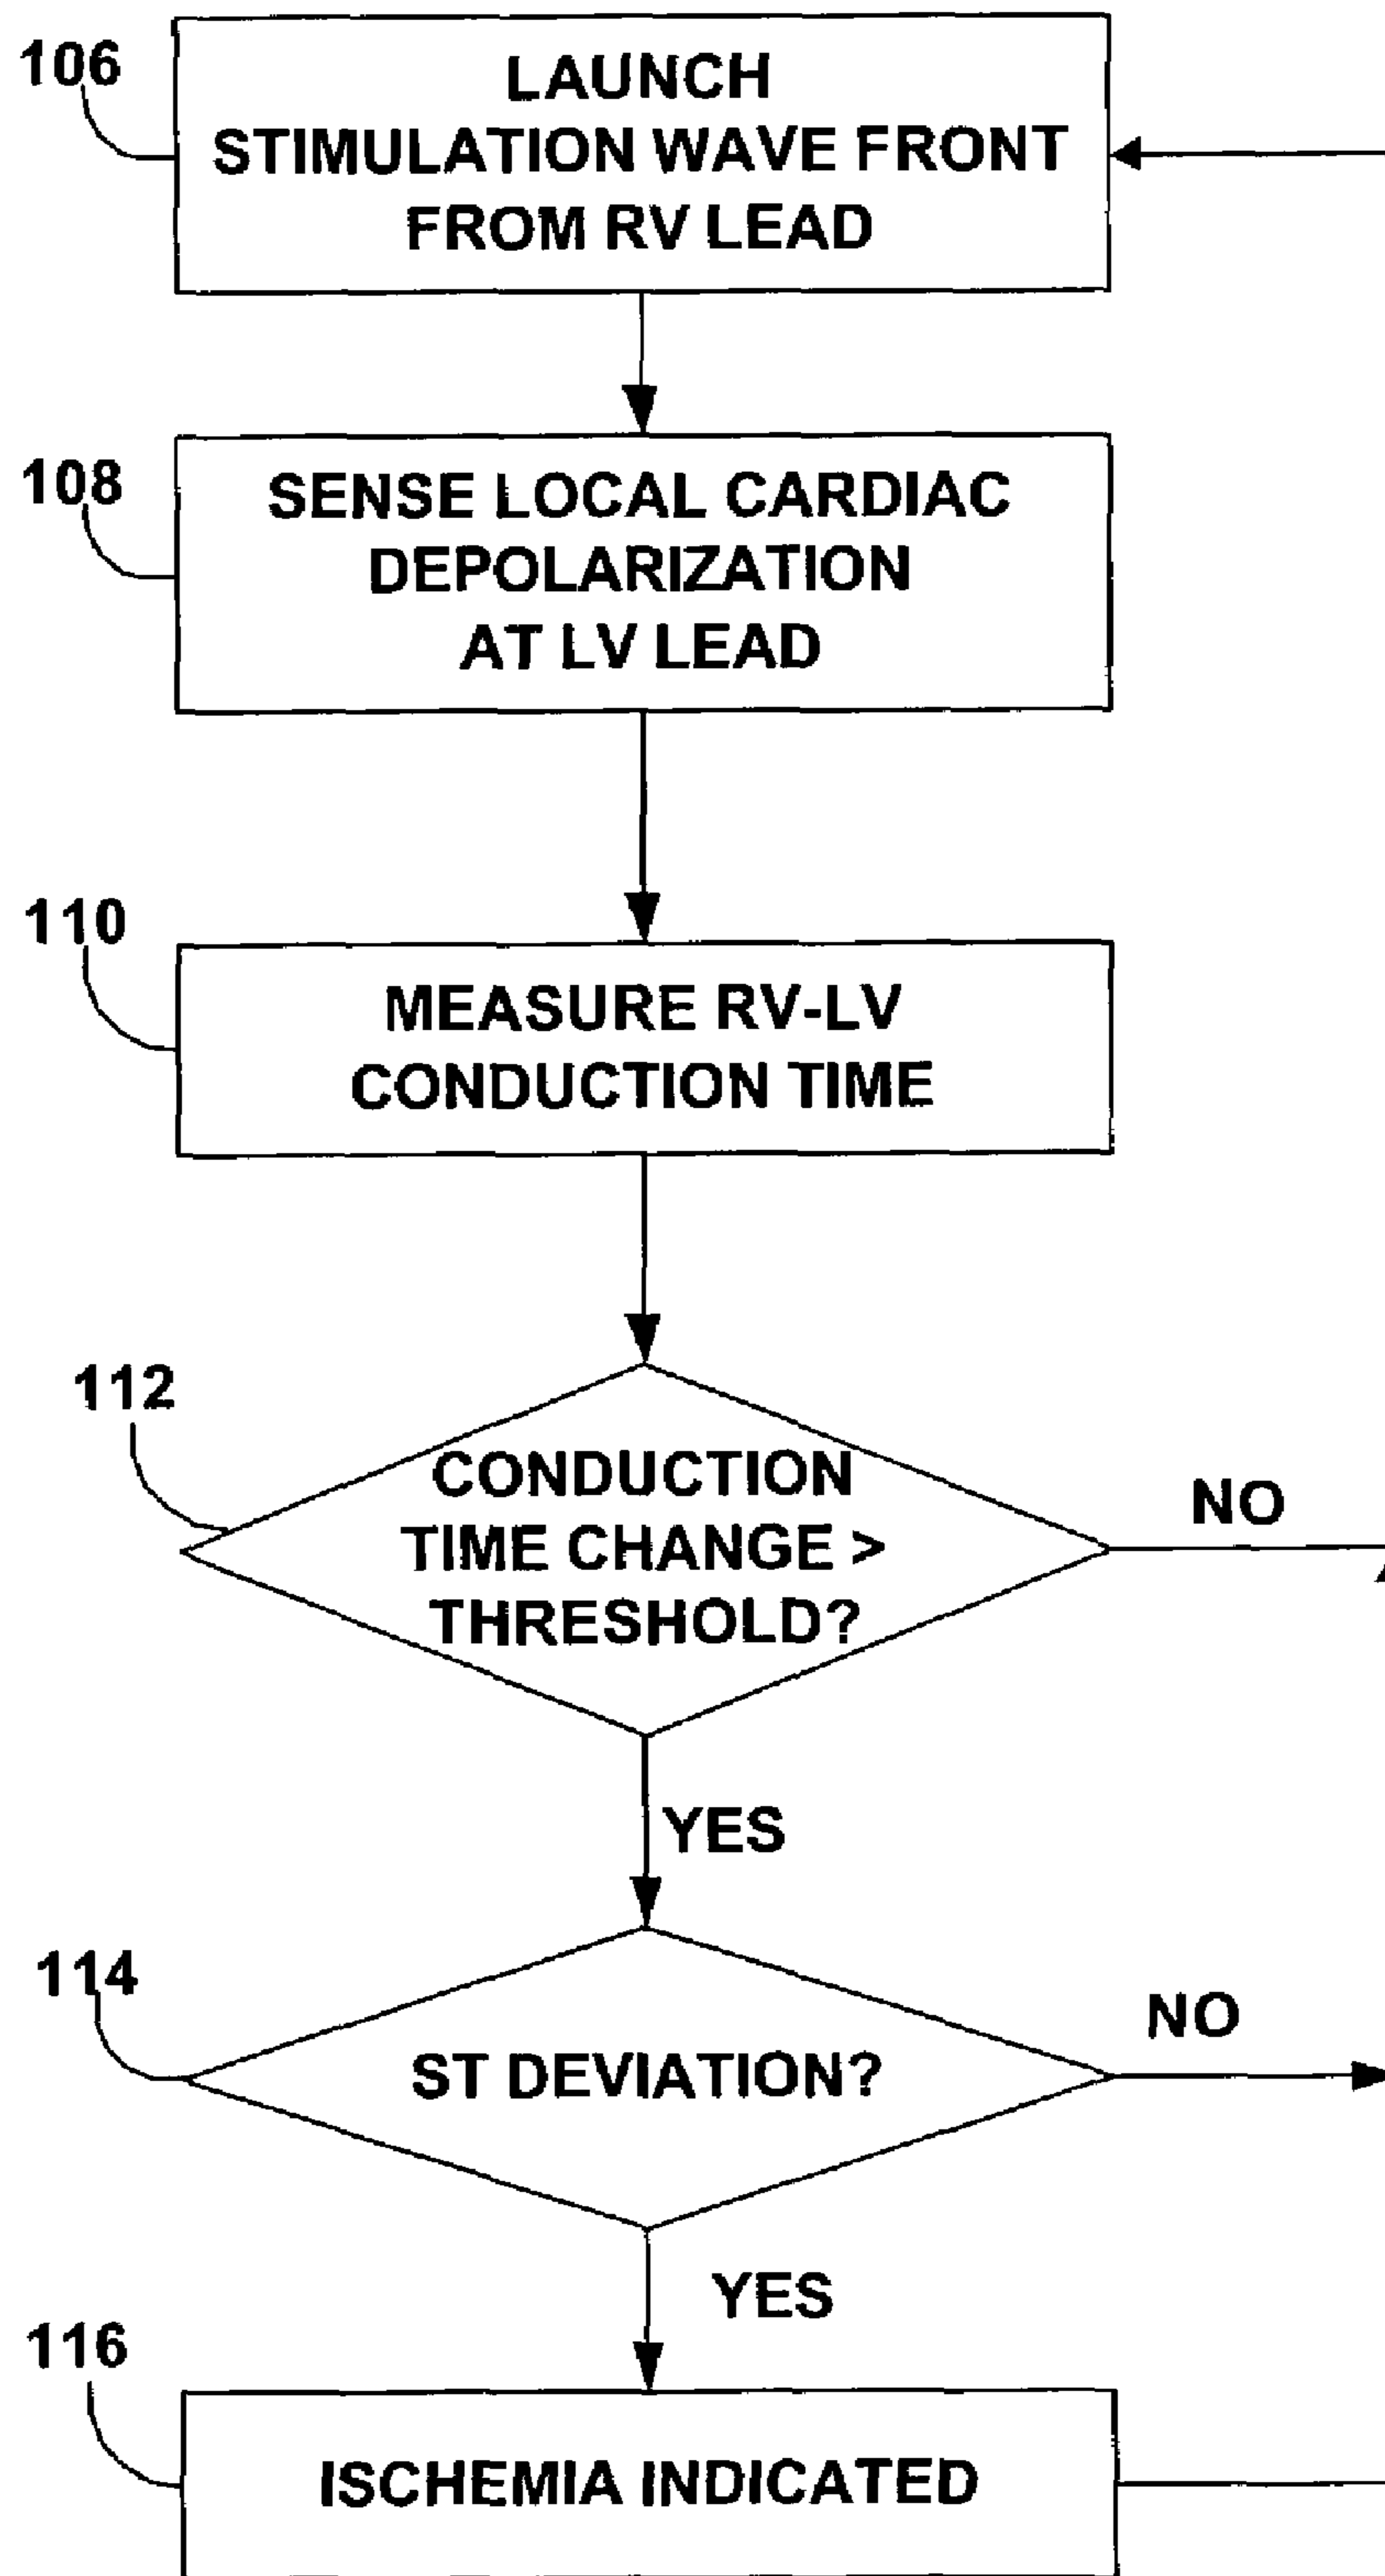 106
LAUNCH
STIMULATION WAVE FRONT
FROM RV LEAD
108
SENSE LOCAL CARDIAC
DEPOLARIZATION
AT LV LEAD
110
MEASURE RV-LV
CONDUCTION TIME
112
CONDUCTION
TIME CHANGE >
THRESHOLD?
NO
YES
114
ST DEVIATION?
NO
YES
116
ISCHEMIA INDICATED